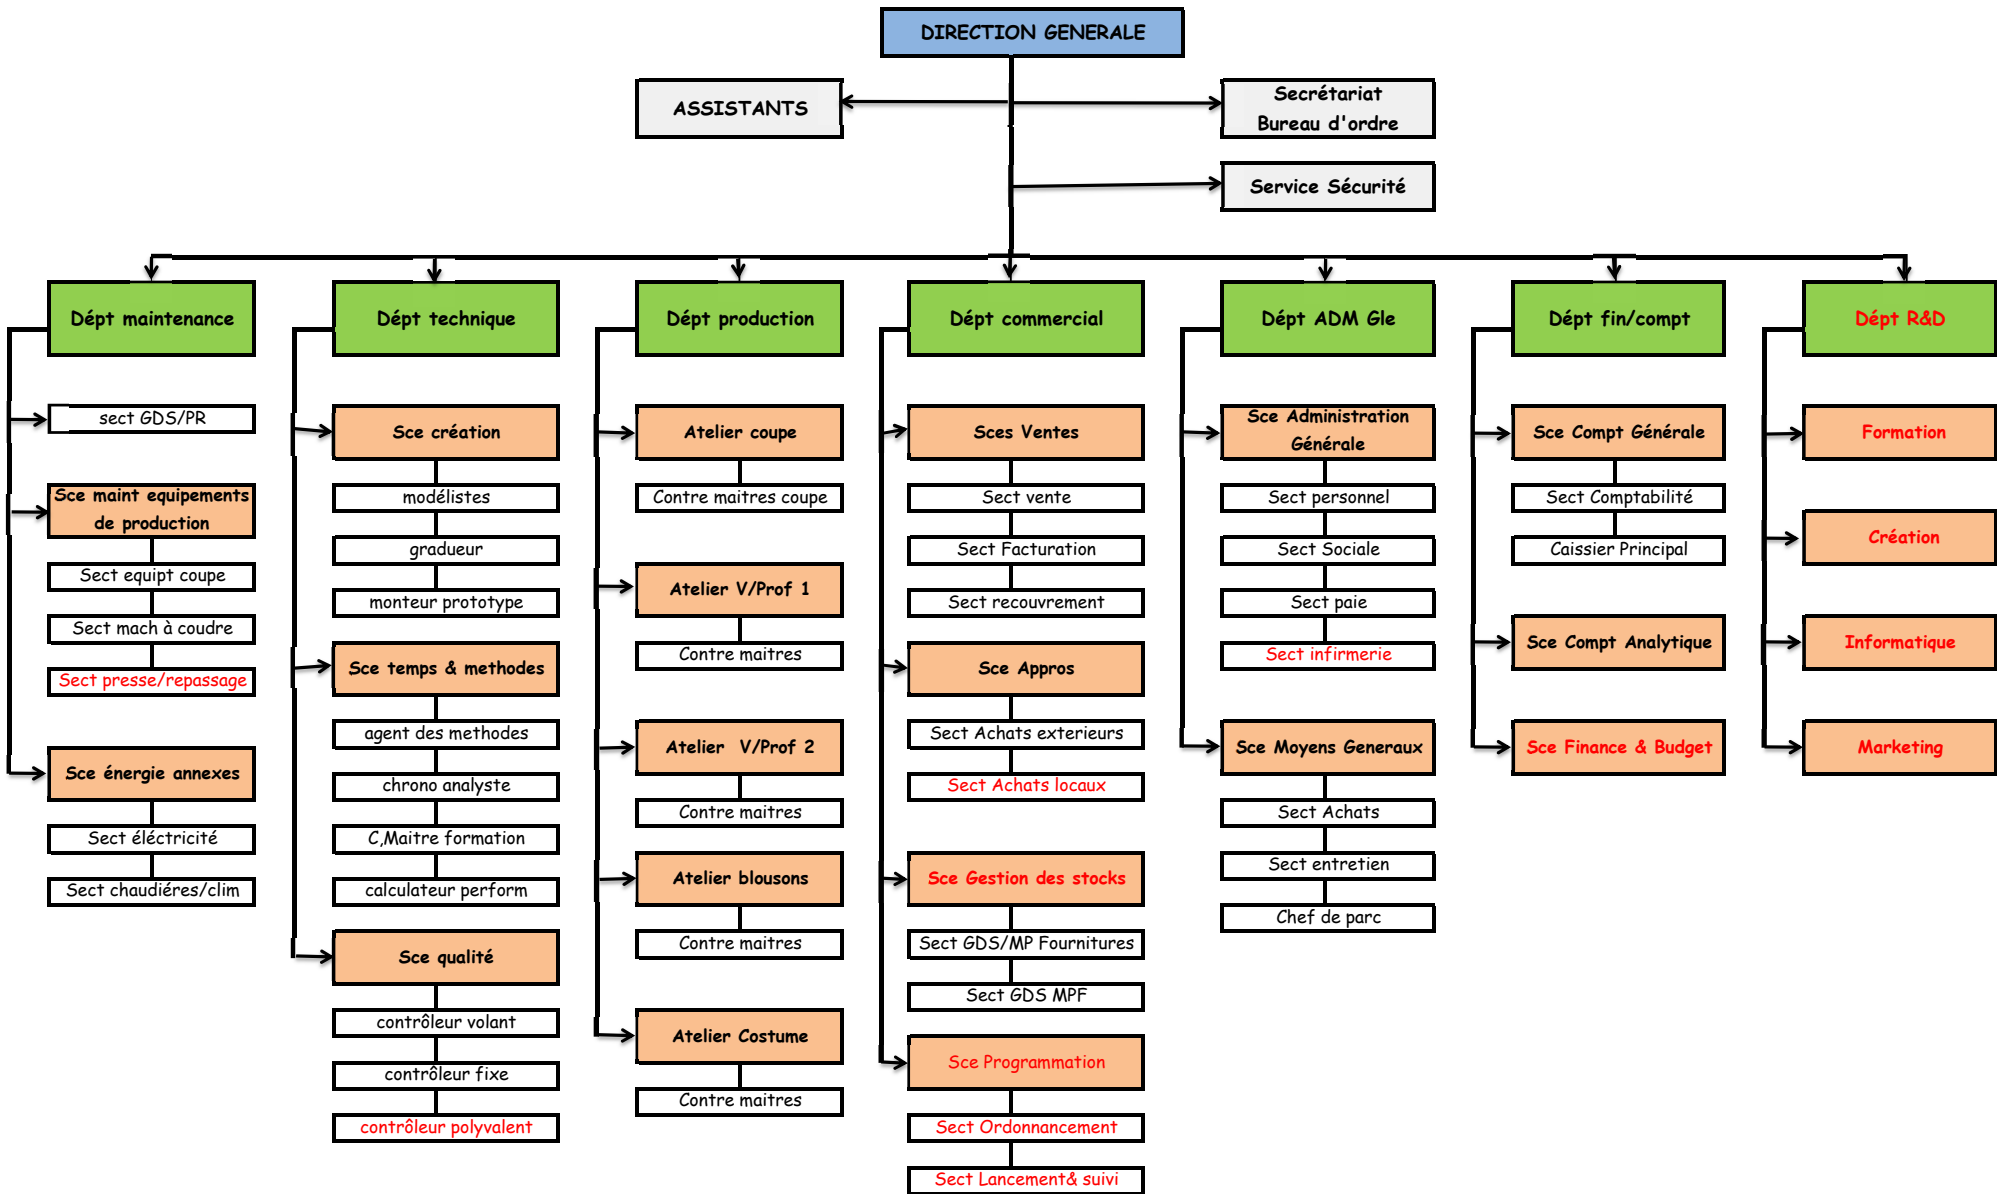 DIRECTION GENERALE
ASSISTANTS
Secrétariat
Bureau d'ordre
Service Sécurité
Dépt maintenance
sect GDS/PR
Sce maint equipements
de production
Sect equipt coupe
Sect mach à coudre
Sect presse/repassage
Sce énergie annexes
Sect éléctricité
Sect chaudiéres/clim
Dépt technique
Sce création
modélistes
gradueur
monteur prototype
Sce temps & methodes
agent des methodes
chrono analyste
C,Maitre formation
calculateur perform
Sce qualité
contrôleur volant
contrôleur fixe
contrôleur polyvalent
Dépt production
Atelier coupe
Contre maitres coupe
Atelier V/Prof 1
Contre maitres
Atelier  V/Prof 2
Contre maitres
Atelier blousons
Contre maitres
Atelier Costume
Contre maitres
Dépt commercial
Sces Ventes
Sect vente
Sect Facturation
Sect recouvrement
Sce Appros
Sect Achats exterieurs
Sect Achats locaux
Sce Gestion des stocks
Sect GDS/MP Fournitures
Sect GDS MPF
Sce Programmation
Sect Ordonnancement
Sect Lancement& suivi
Dépt ADM Gle
Sce Administration
Générale
Sect personnel
Sect Sociale
Sect paie
Sect infirmerie
Sce Moyens Generaux
Sect Achats
Sect entretien
Chef de parc
Dépt fin/compt
Sce Compt Générale
Sect Comptabilité
Caissier Principal
Sce Compt Analytique
Sce Finance & Budget
Dépt R&D
Formation
Création
Informatique
Marketing